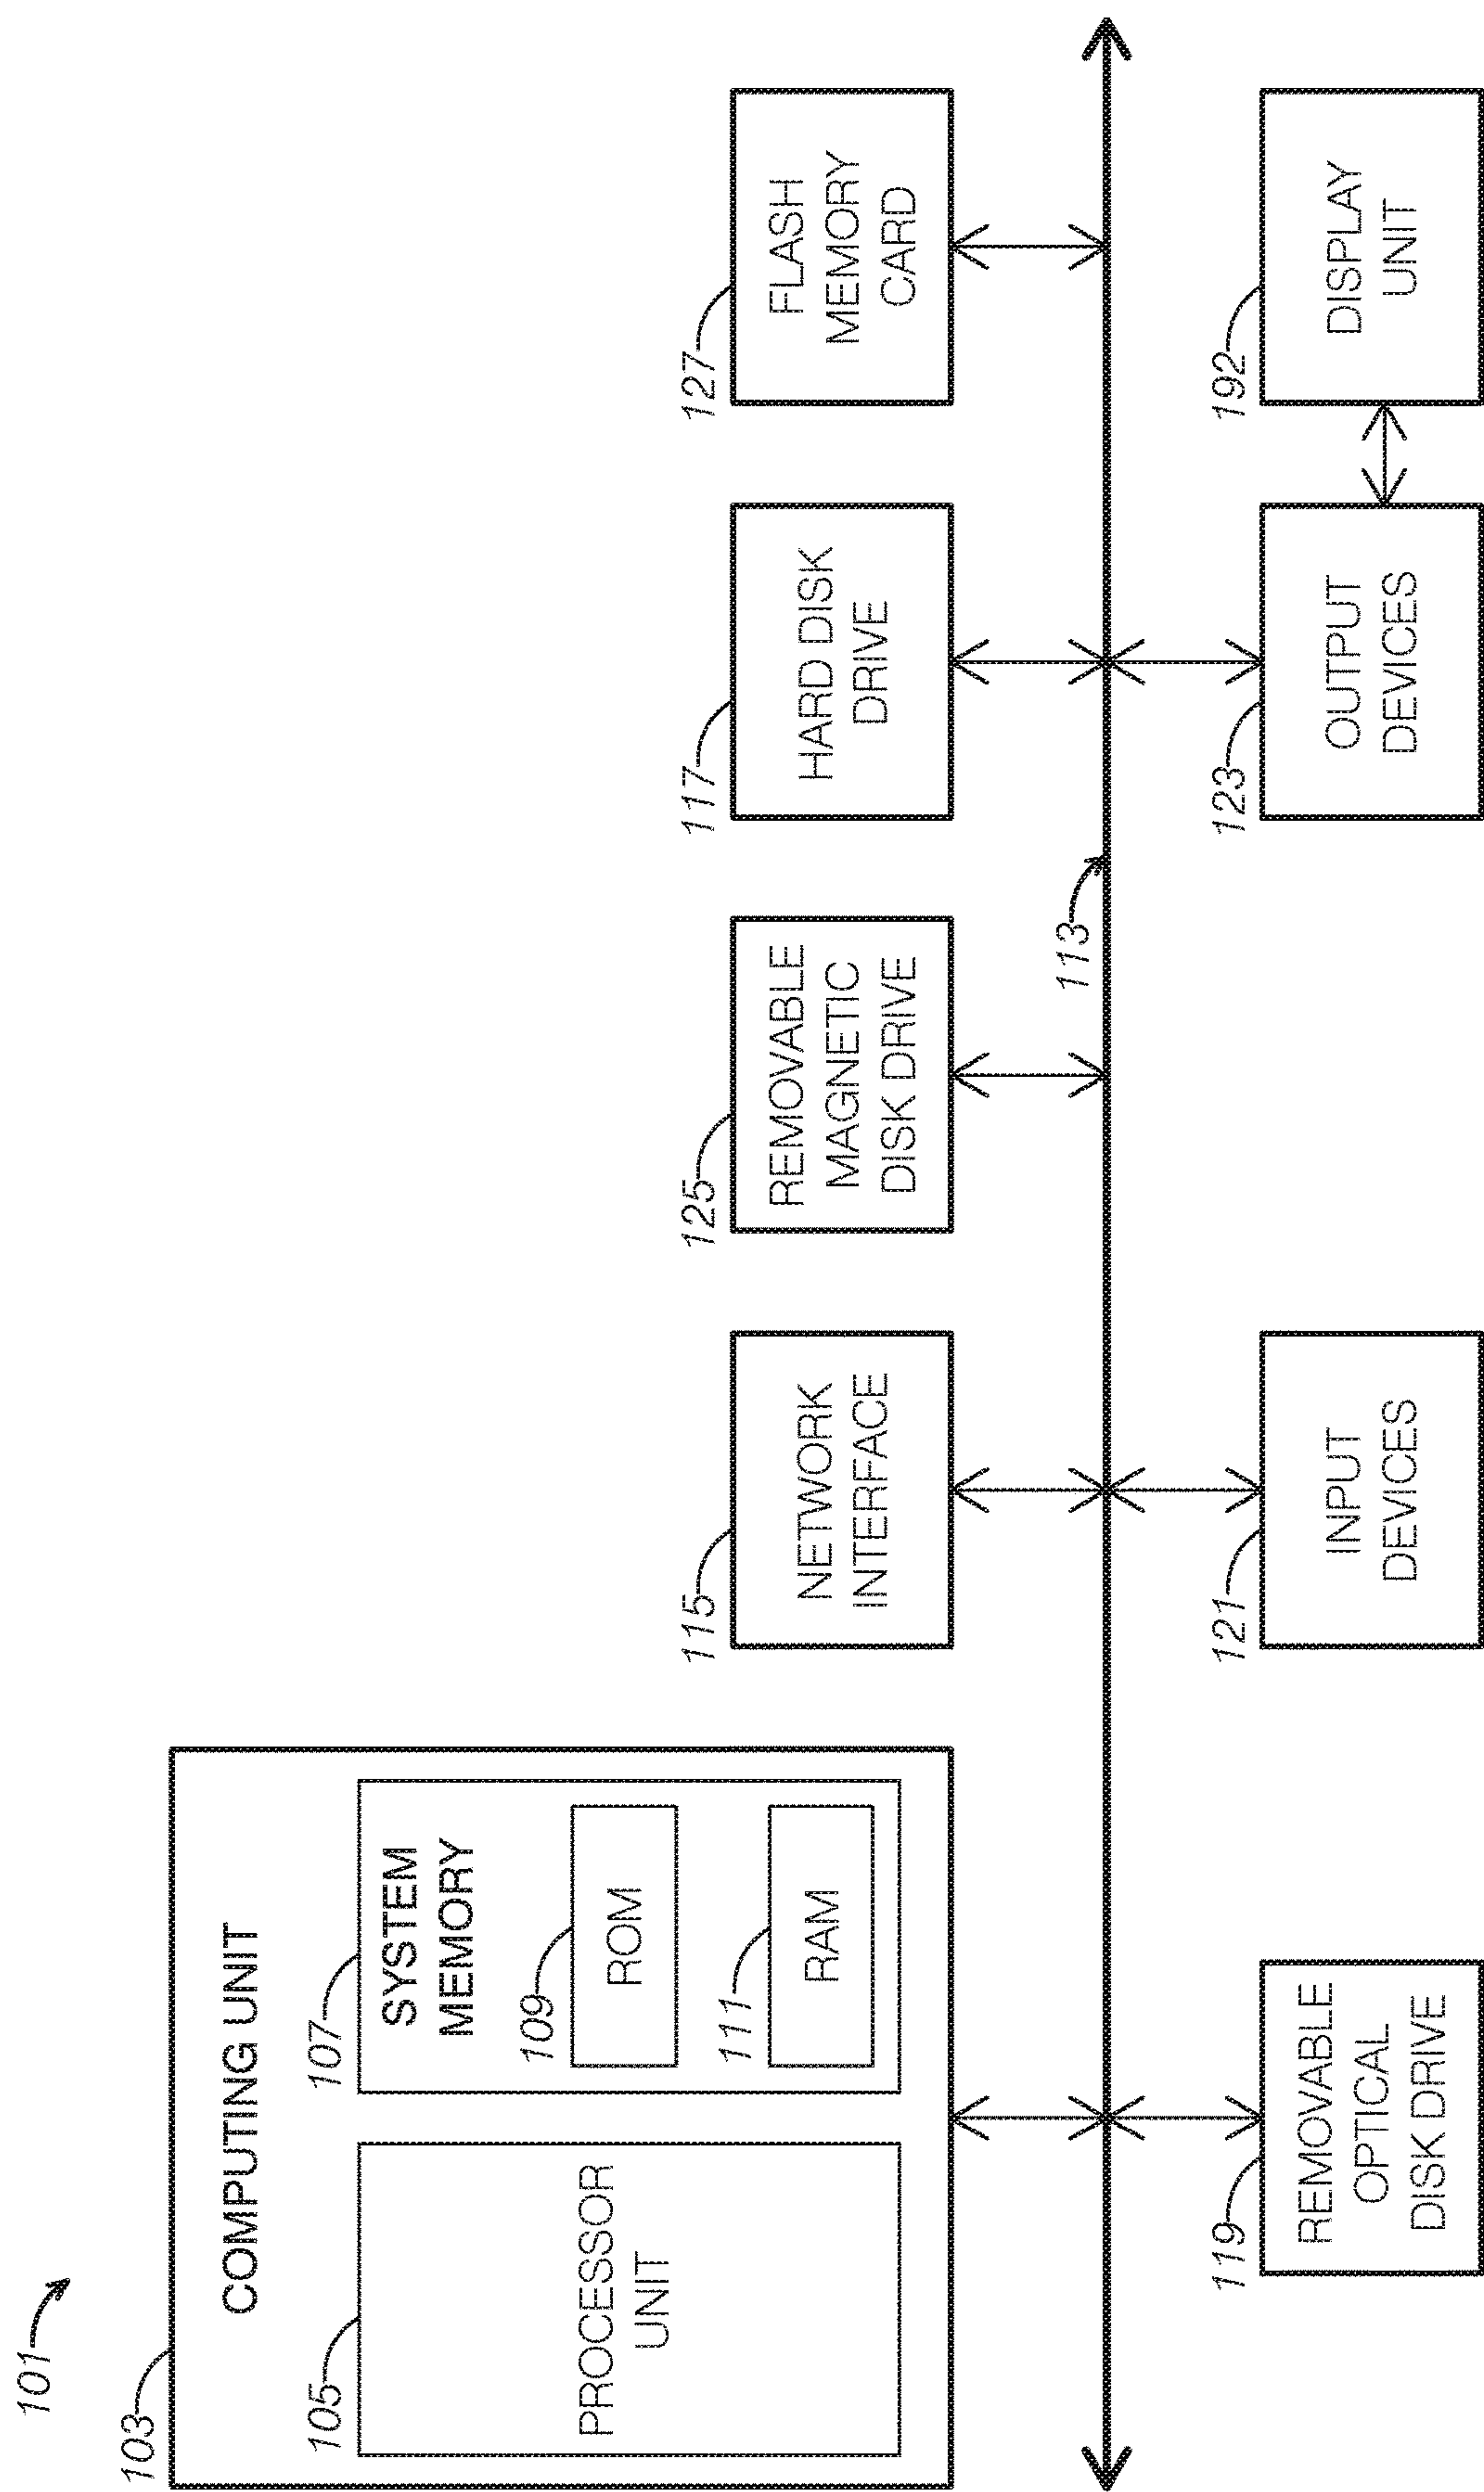 101
103
COMPUTING UNIT
105
PROCESSOR
UNIT
107
SYSTEM
MEMORY
109
ROM
111
RAM
115
NETWORK
INTERFACE
125
REMOVABLE
MAGNETIC
DISK DRIVE
117
HARD DISK
DRIVE
127
FLASH
MEMORY
CARD
113
119
REMOVABLE
OPTICAL
DISK DRIVE
121
INPUT
DEVICES
123
OUTPUT
DEVICES
192
DISPLAY
UNIT